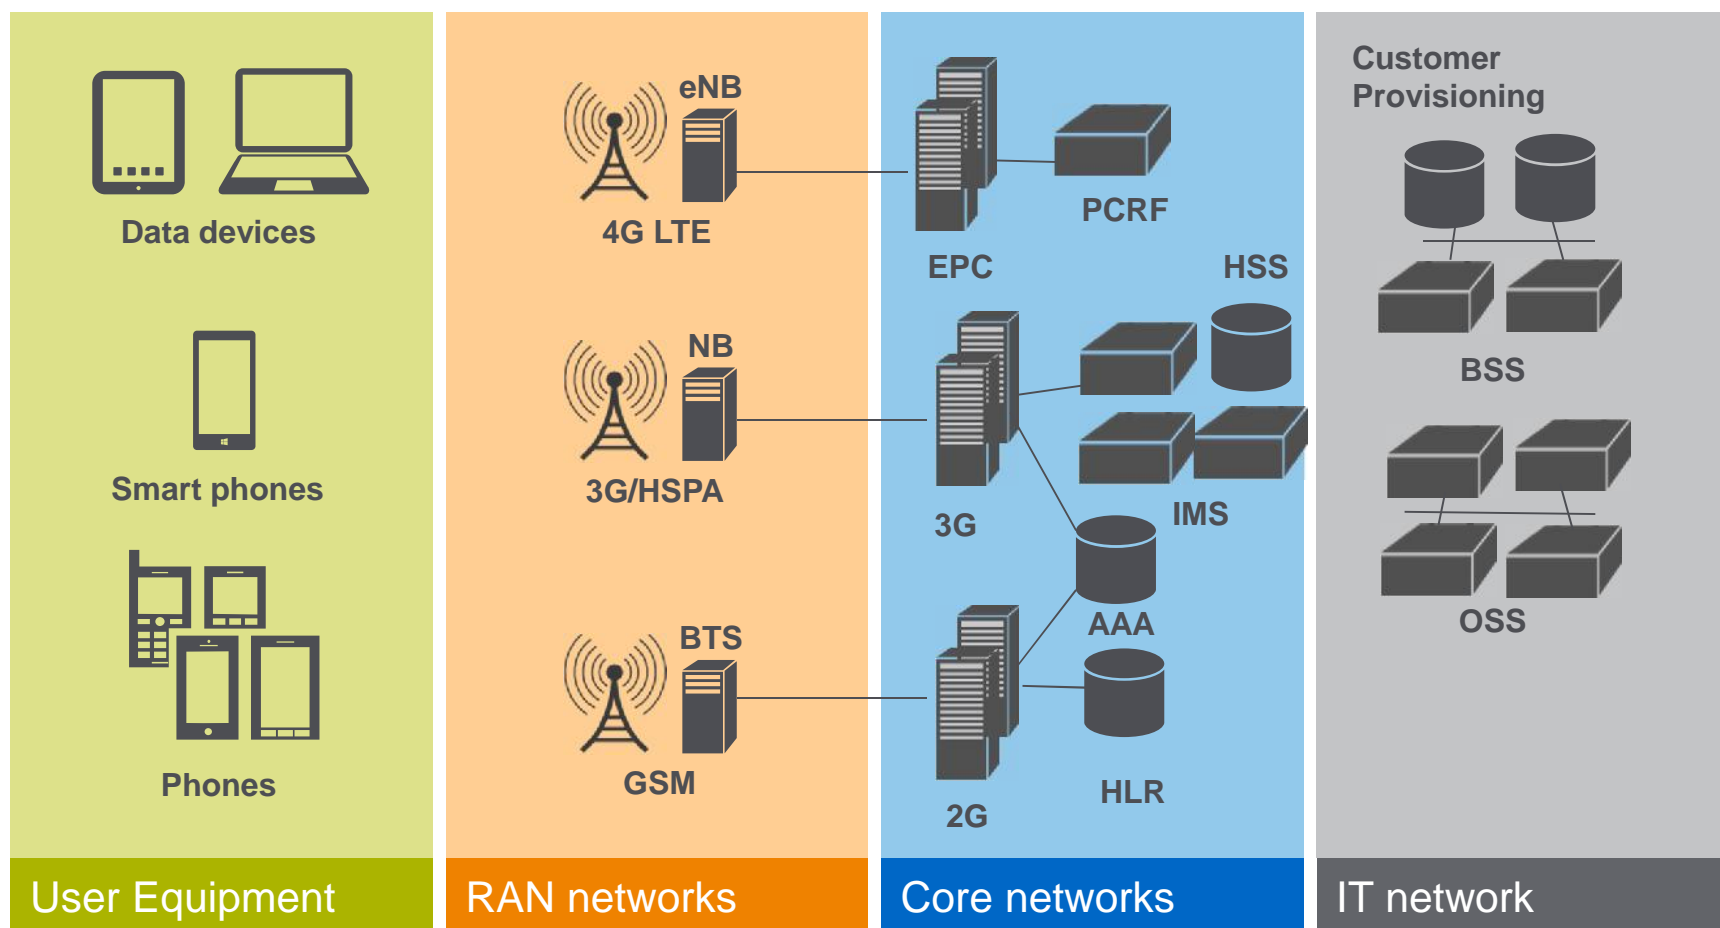 Data devices
Smart phones
Phones
User Equipment
eNB
4G LTE
NB
3G/HSPA
BTS
GSM
RAN networks
PCRF
EPC
HSS
IMS
3G
AAA
HLR
2G
Core networks
Customer
Provisioning
BSS
OSS
IT network